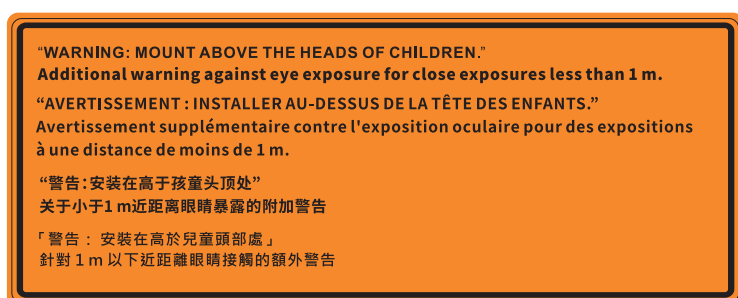 “WARNING: MOUNT ABOVE THE HEADS OF CHILDREN.”
Additional warning against eye exposure for close exposures less than 1 m.
“AVERTISSEMENT : INSTALLER AU-DESSUS DE LA TÊTE DES ENFANTS.”
Avertissement supplémentaire contre l'exposition oculaire pour des expositions
à une distance de moins de 1 m.
“警告:安装在高于孩童头顶处”
关于小于1 m近距离眼睛暴露的附加警告
「警告： 安裝在高於兒童頭部處」
針對 1 m 以下近距離眼睛接觸的額外警告